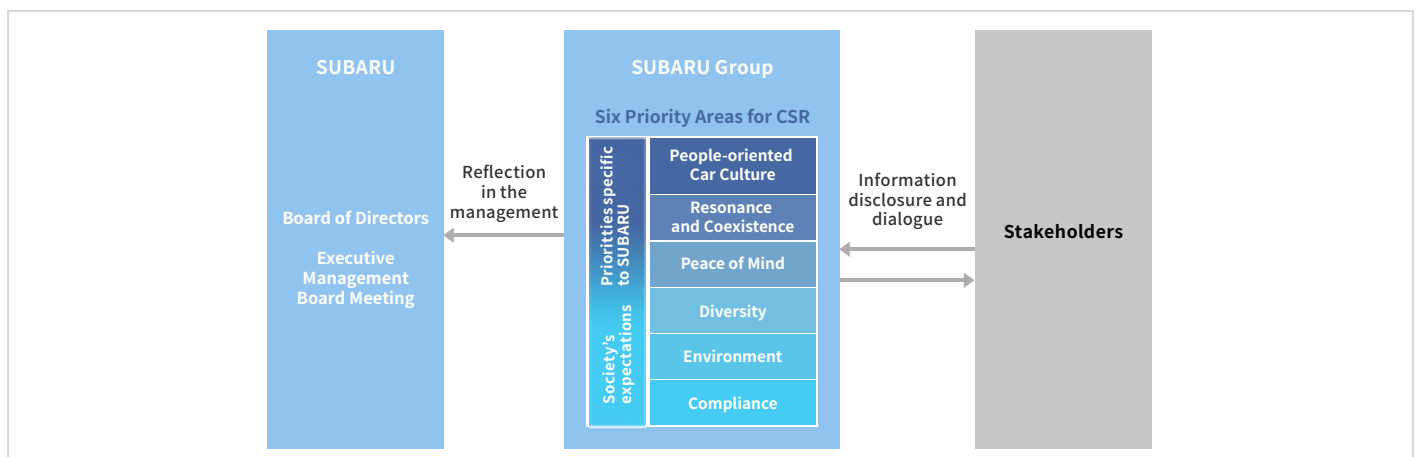 SUBARU
Board of Directors
Executive
Management
Board Meeting
Reflection
in the
management
SUBARU Group
Six Priority Areas for CSR
Prioritties specific
to SUBARU
Society's
expectations
People-oriented
Car Culture
Resonance
and Coexistence
Peace of Mind
Diversity
Environment
Compliance
Information
disclosure and
dialogue
Stakeholders